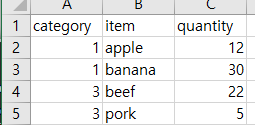 A B C
1 category item quantity
2 1 apple 12
3 1 banana 30
4 3 beef 22
5 3 pork 5